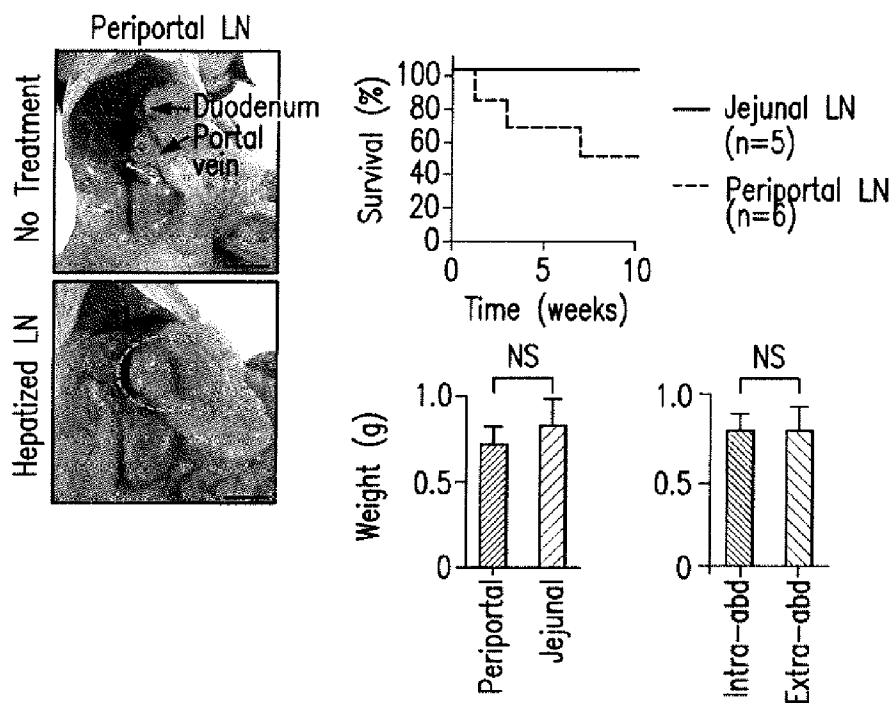 Periportal LN
No Treatment
Duodenum
Portal
vein
Hepatized LN
Survival (%)
100
80
60
40
20
0
0 5 10
Time (weeks)
Jejunal LN
(n=5)
Periportal LN
(n=6)
NS
Weight (g)
1.0
0.5
0
Periportal
Jejunal
NS
1.0
0.5
0
Intra-abd
Extra-abd